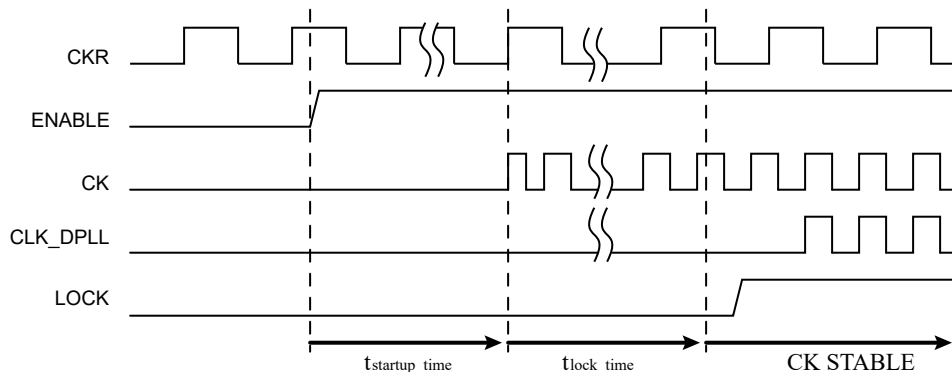 CKR
ENABLE
CK
CLK_DPLL
LOCK
tstartup_time
tlock_time
CK STABLE